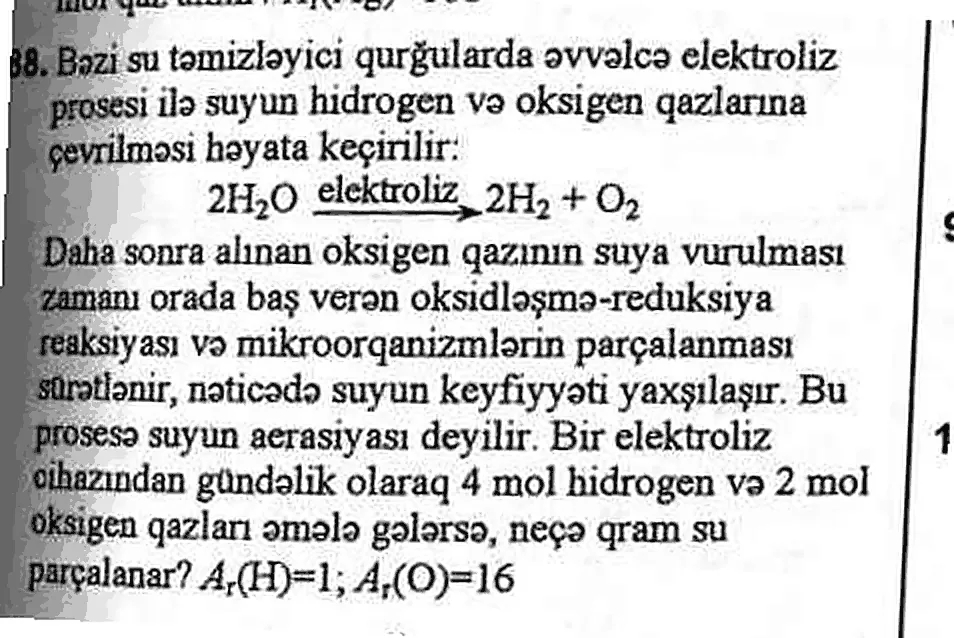 88. Bəzi su təmizləyici qurğularda əvvəlcə elektroliz
prosesi ilə suyun hidrogen və oksigen qazlarına
çevrilməsi həyata keçirilir:
2H₂O elektroliz→ 2H₂ + O₂
Daha sonra alınan oksigen qazının suya vurulması
zamanı orada baş verən oksidləşmə-reduksiya
reaksiyası və mikroorqanizmlərin parçalanması
sürətlənir, nəticədə suyun keyfiyyəti yaxşılaşır. Bu
prosesə suyun aerasiyası deyilir. Bir elektroliz
cihazından gündəlik olaraq 4 mol hidrogen və 2 mol
oksigen qazları əmələ gələrsə, neçə qram su
parçalanar? Aᵣ(H)=1; Aᵣ(O)=16